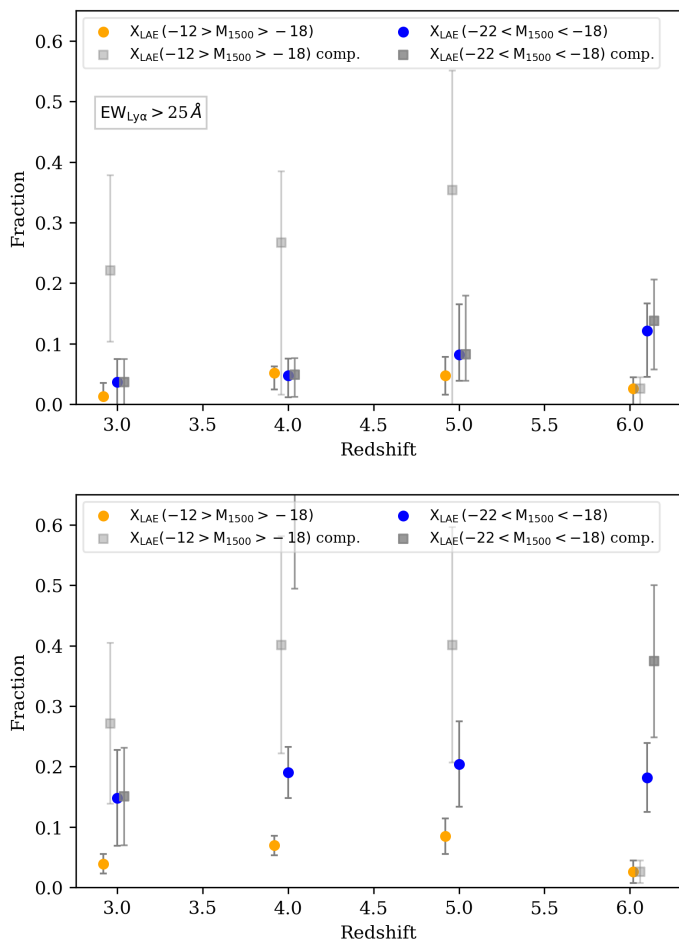 0.6
0.5
0.4
0.3
0.2
0.1
0.0
Fraction
X_LAE (−12 > M_1500 > −18)
X_LAE(−12 > M_1500 > −18) comp.
X_LAE (−22 < M_1500 < −18)
X_LAE(−22 < M_1500 < −18) comp.
EW_Lyα > 25 Å
3.0 3.5 4.0 4.5 5.0 5.5 6.0
Redshift
0.6
0.5
0.4
0.3
0.2
0.1
0.0
Fraction
X_LAE (−12 > M_1500 > −18)
X_LAE(−12 > M_1500 > −18) comp.
X_LAE (−22 < M_1500 < −18)
X_LAE(−22 < M_1500 < −18) comp.
3.0 3.5 4.0 4.5 5.0 5.5 6.0
Redshift